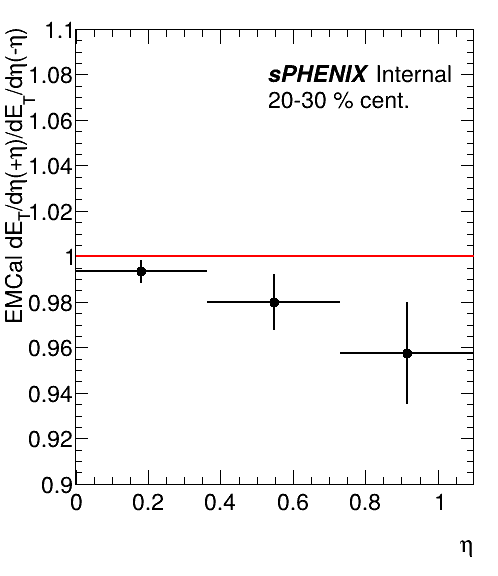 EMCal dE_T/dη(+η)/dE_T/dη(-η)
sPHENIX Internal
20-30 % cent.
1.1
1.08
1.06
1.04
1.02
1
0.98
0.96
0.94
0.92
0.9
0 0.2 0.4 0.6 0.8 1
η